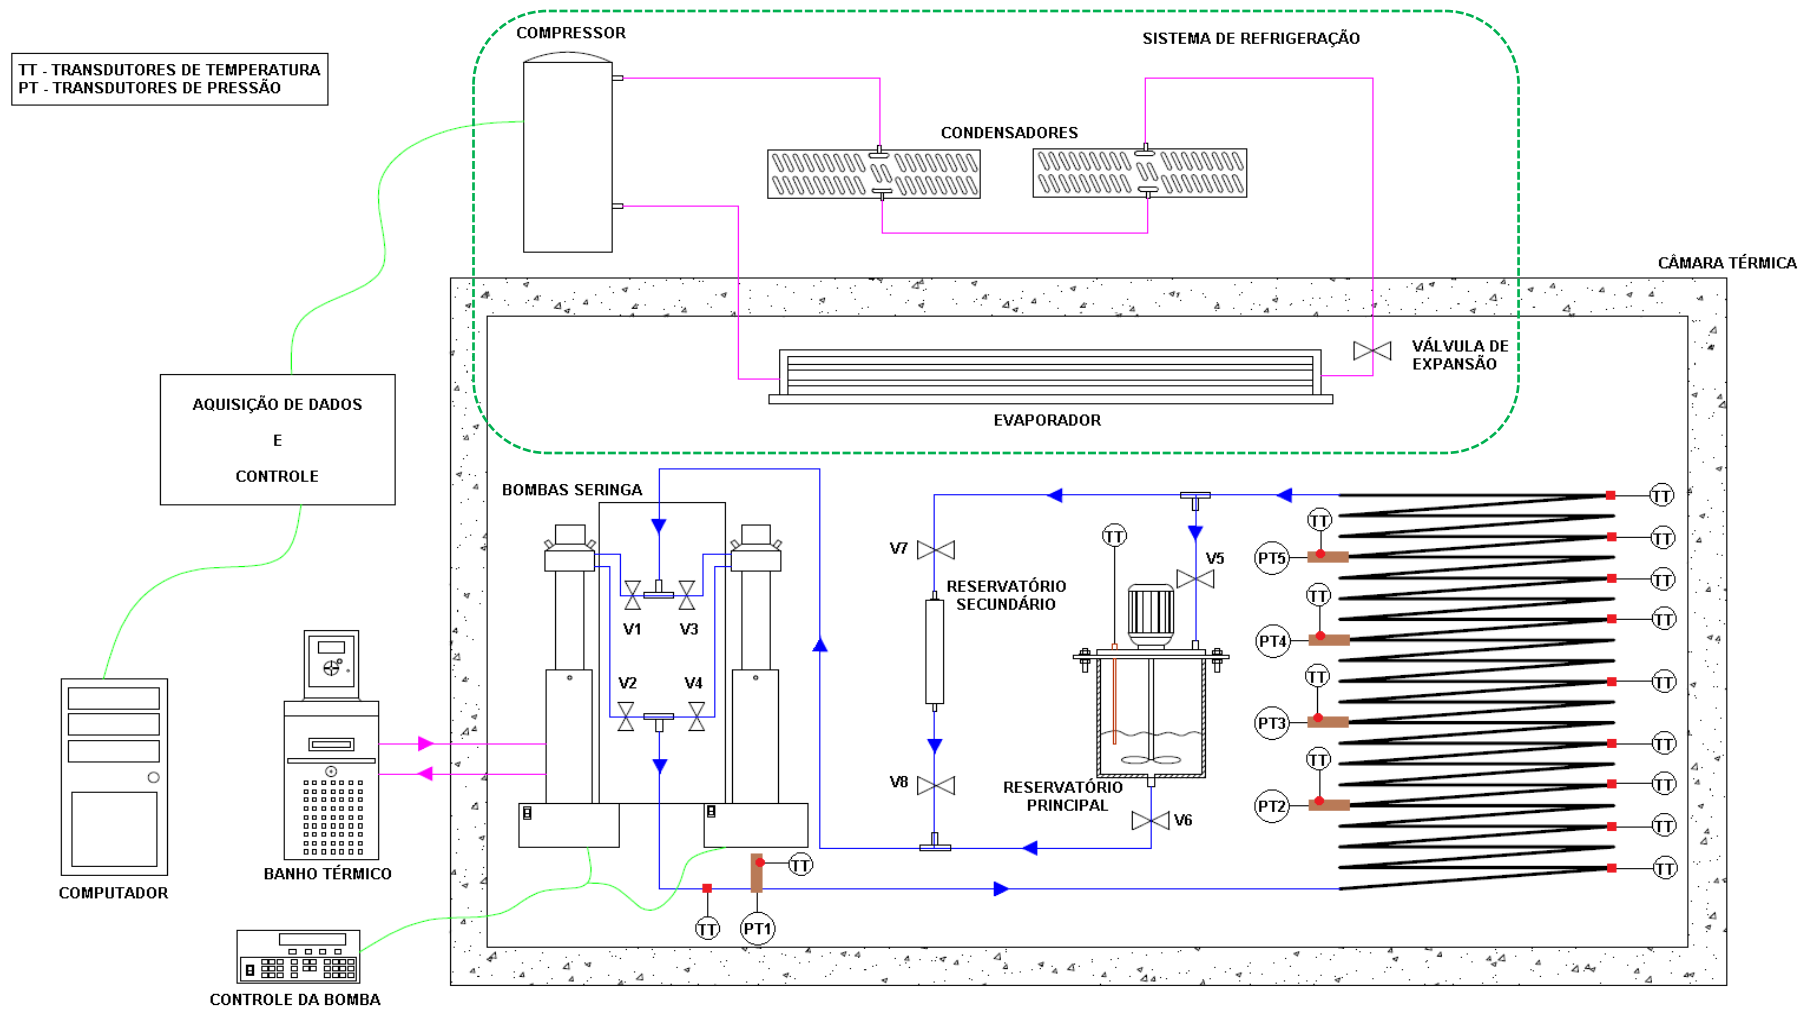 COMPRESSOR
SISTEMA DE REFRIGERAÇÃO
TT - TRANSDUTORES DE TEMPERATURA
PT - TRANSDUTORES DE PRESSÃO
CONDENSADORES
CÂMARA TÉRMICA
VÁLVULA DE
EXPANSÃO
EVAPORADOR
AQUISIÇÃO DE DADOS
E
CONTROLE
BOMBAS SERINGA
V1
V3
V2
V4
V7
RESERVATÓRIO
SECUNDÁRIO
V8
TT
V5
RESERVATÓRIO
PRINCIPAL
V6
TT
PT5
TT
PT4
TT
PT3
TT
PT2
TT
TT
TT
TT
TT
TT
TT
TT
TT
TT
TT
PT1
BANHO TÉRMICO
COMPUTADOR
CONTROLE DA BOMBA